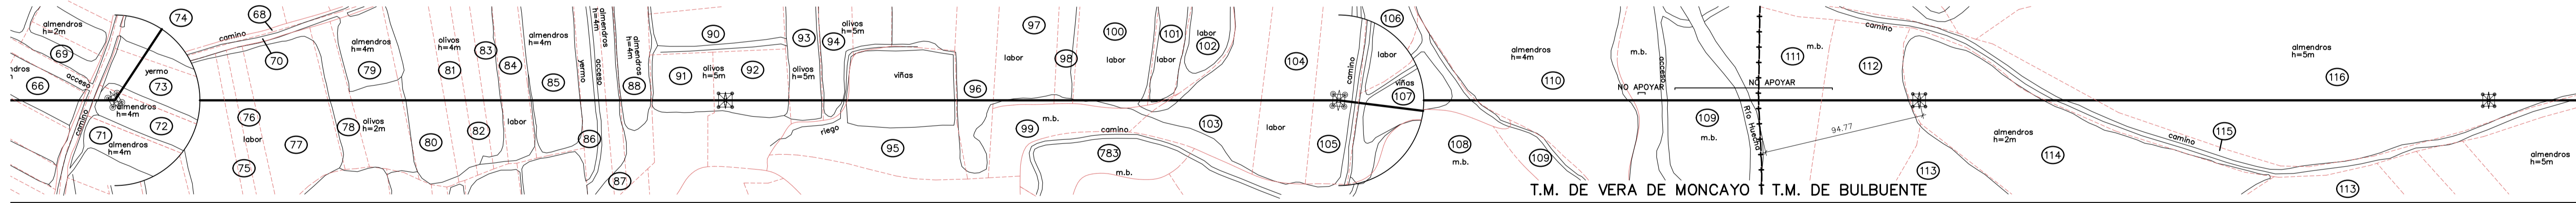 almendros
h=2m
69
ndros
66
acceso
camino
74
yermo
73
almendros
h=4m
72
71
almendros
h=4m
68
camino
70
76
labor
75
77
almendros
h=4m
79
78
olivos
h=2m
80
olivos
h=4m
81
83
84
82
labor
almendros
h=4m
85
yermo
acceso
almendros
h=4m
86
87
almendros
h=4m
88
90
91
olivos
h=5m
92
93
olivos
h=5m
94
olivos
h=5m
riego
viñas
95
96
97
labor
98
99
m.b.
camino
100
labor
101
labor
labor
102
103
783
m.b.
104
labor
105
camino
106
labor
viñas
107
108
m.b.
almendros
h=4m
110
109
m.b.
NO APOYAR
acceso
109
m.b.
NO APOYAR
Rito Huecha
94.77
111
m.b.
112
camino
113
almendros
h=2m
114
camino
115
almendros
h=5m
116
113
almendros
h=5m
T.M. DE VERA DE MONCAYO
T.M. DE BULBUENTE